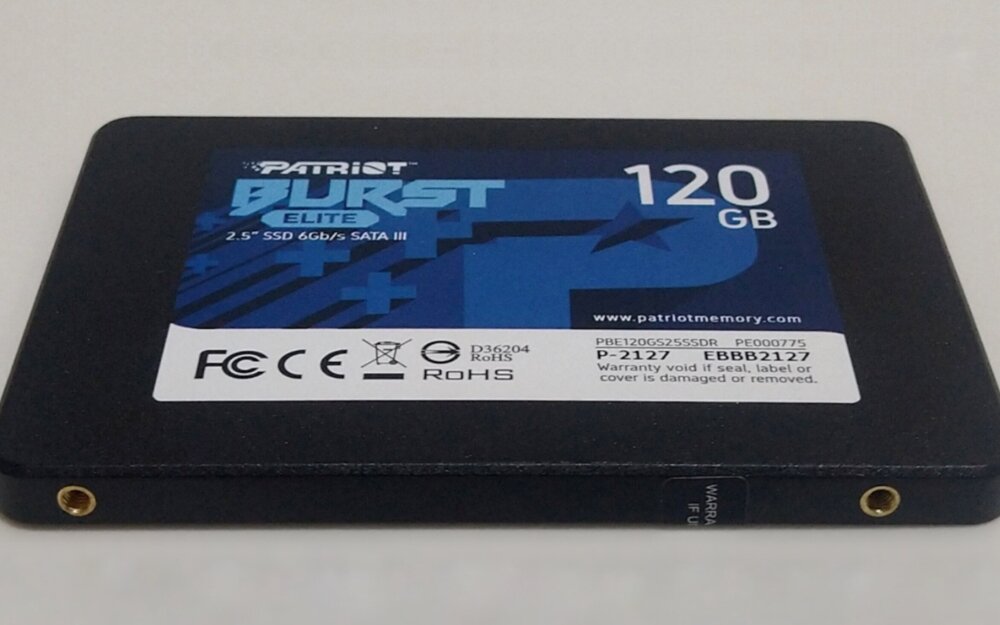 PATRIOT™
BURST
ELITE
2.5" SSD 6Gb/s SATA III
120
GB
www.patriotmemory.com
FC CE
D36204
RoHS
RoHS
PBE120GS25SSDR PE000775
P-2127 EBBB2127
Warranty void if seal, label or
cover is damaged or removed.
WARRA
IF U